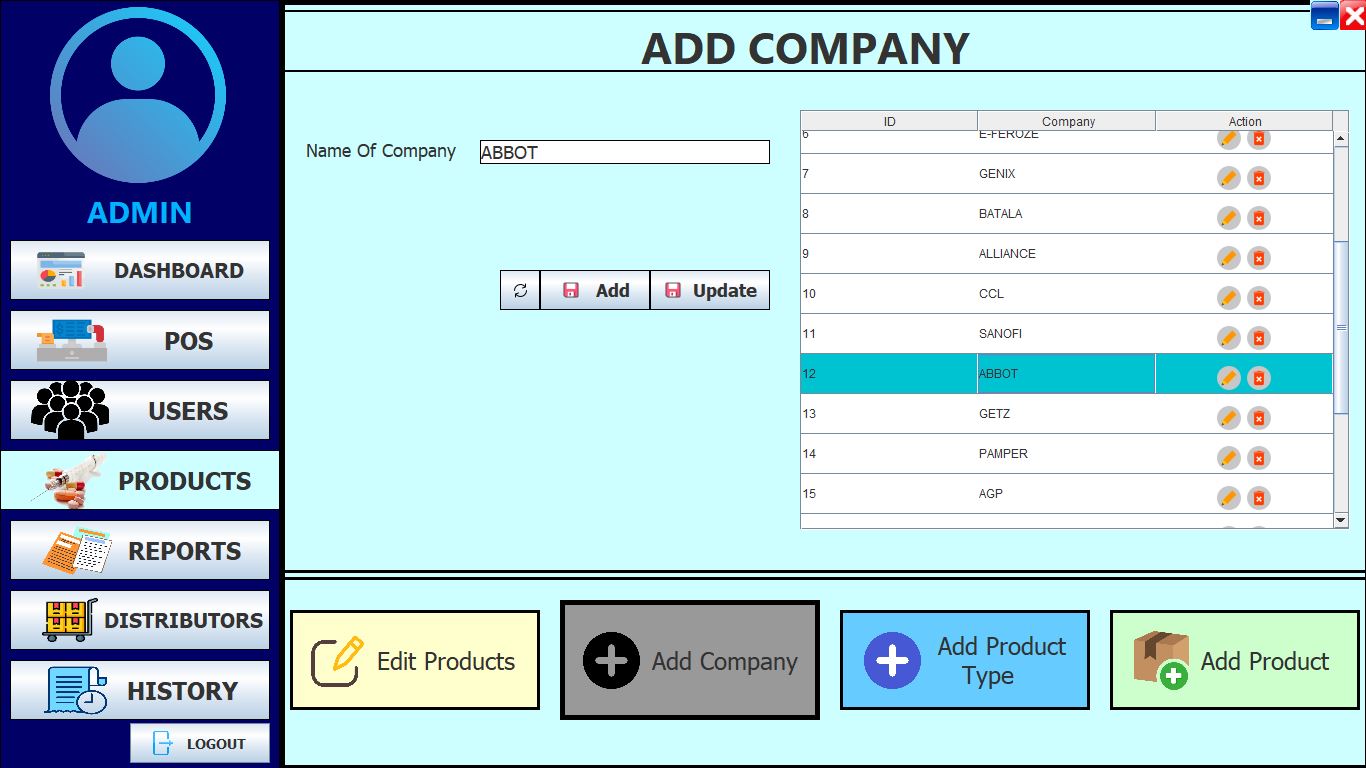 ADD COMPANY
ADMIN
DASHBOARD
POS
USERS
PRODUCTS
REPORTS
DISTRIBUTORS
HISTORY
LOGOUT
Name Of Company ABBOT
Add Update
ID Company Action
6 E-FEROZE
7 GENIX
8 BATALA
9 ALLIANCE
10 CCL
11 SANOFI
12 ABBOT
13 GETZ
14 PAMPER
15 AGP
Edit Products
Add Company
Add Product
Type
Add Product